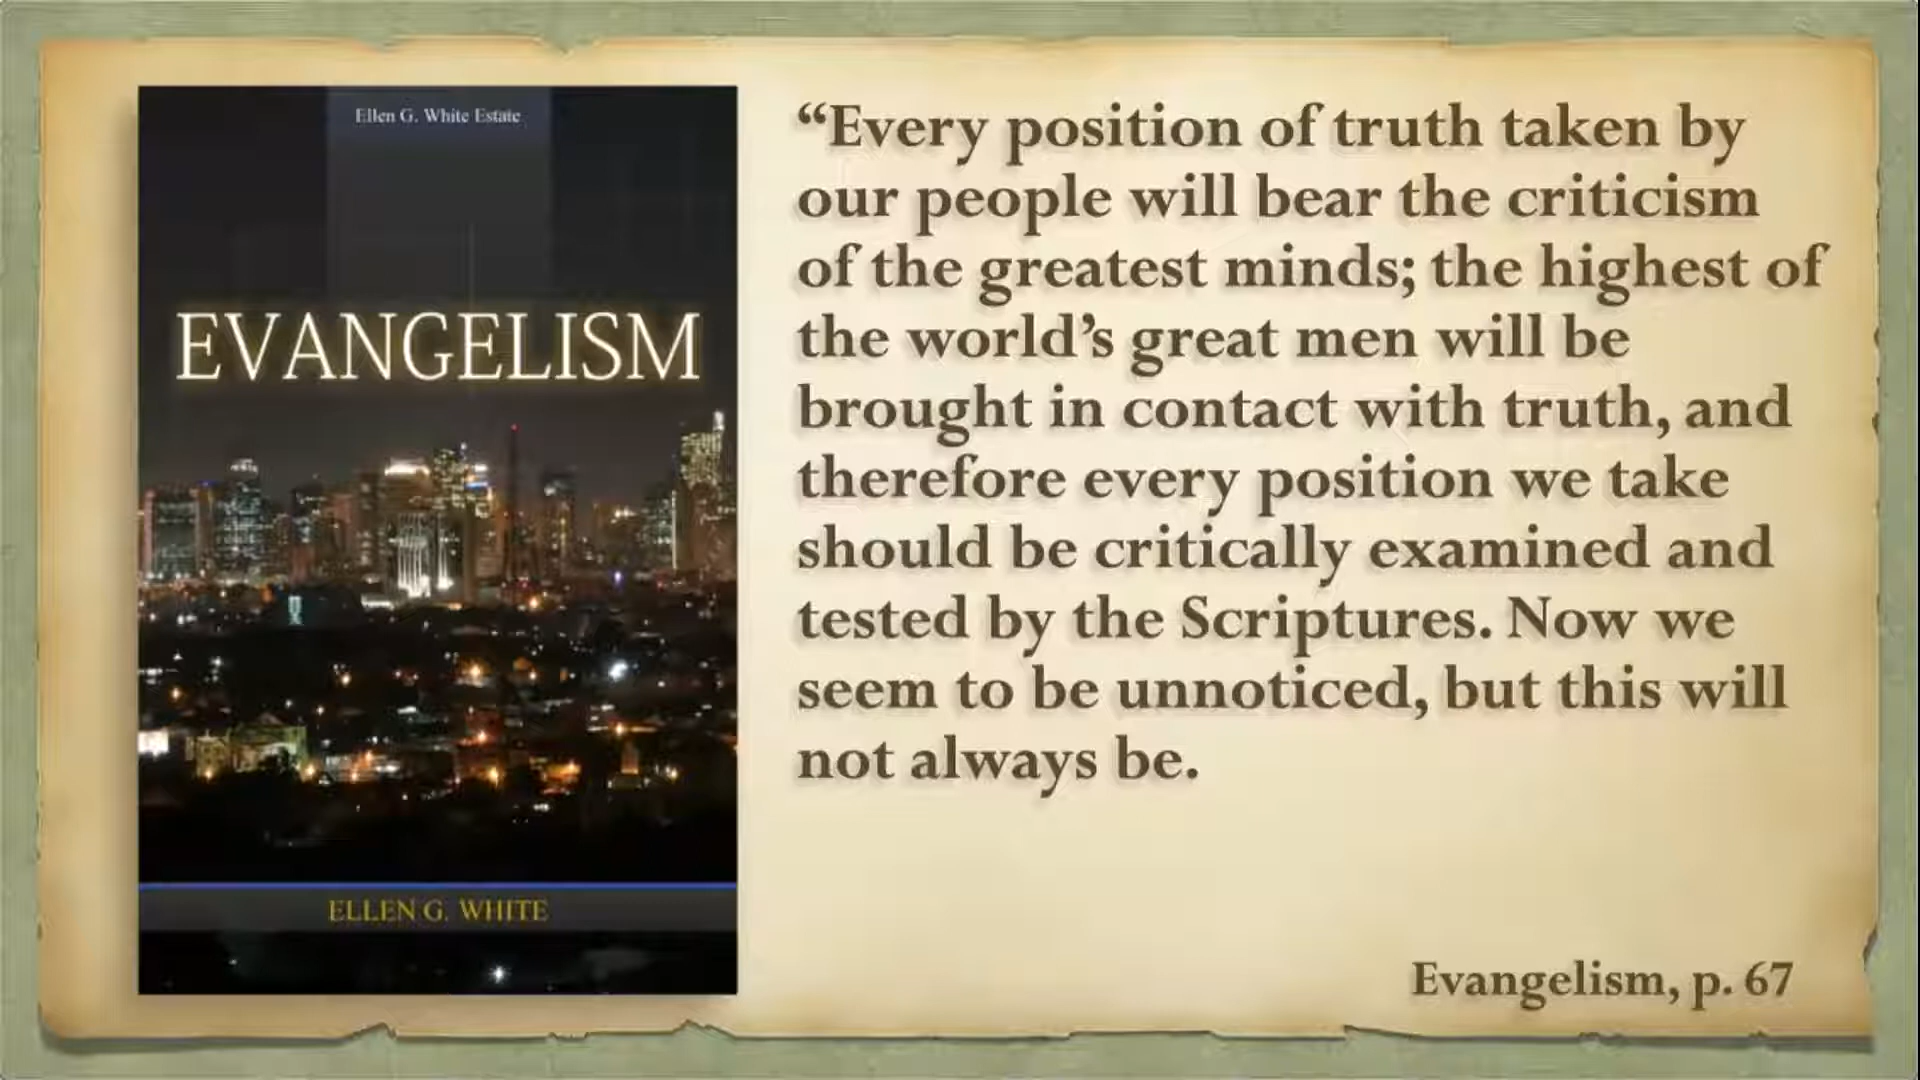 Ellen G. White Estate
EVANGELISM
ELLEN G. WHITE
“Every position of truth taken by
our people will bear the criticism
of the greatest minds; the highest of
the world’s great men will be
brought in contact with truth, and
therefore every position we take
should be critically examined and
tested by the Scriptures. Now we
seem to be unnoticed, but this will
not always be.
Evangelism, p. 67